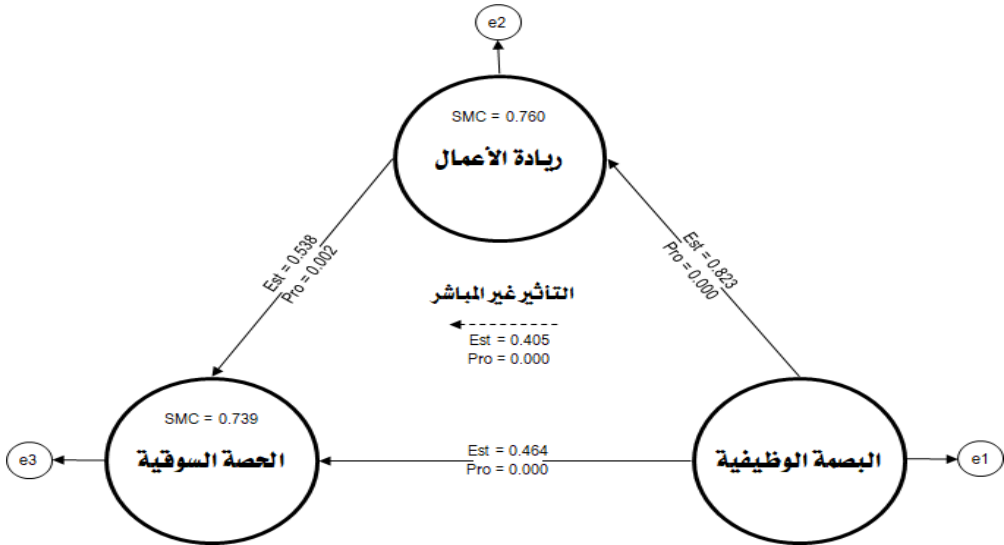 e2
SMC = 0.760
ريادة الأعمال
Est = 0.538
Pro = 0.002
Est = 0.823
Pro = 0.000
التأثير غير المباشر
Est = 0.405
Pro = 0.000
SMC = 0.739
الحصة السوقية
e3
Est = 0.464
Pro = 0.000
البصمة الوظيفية
e1